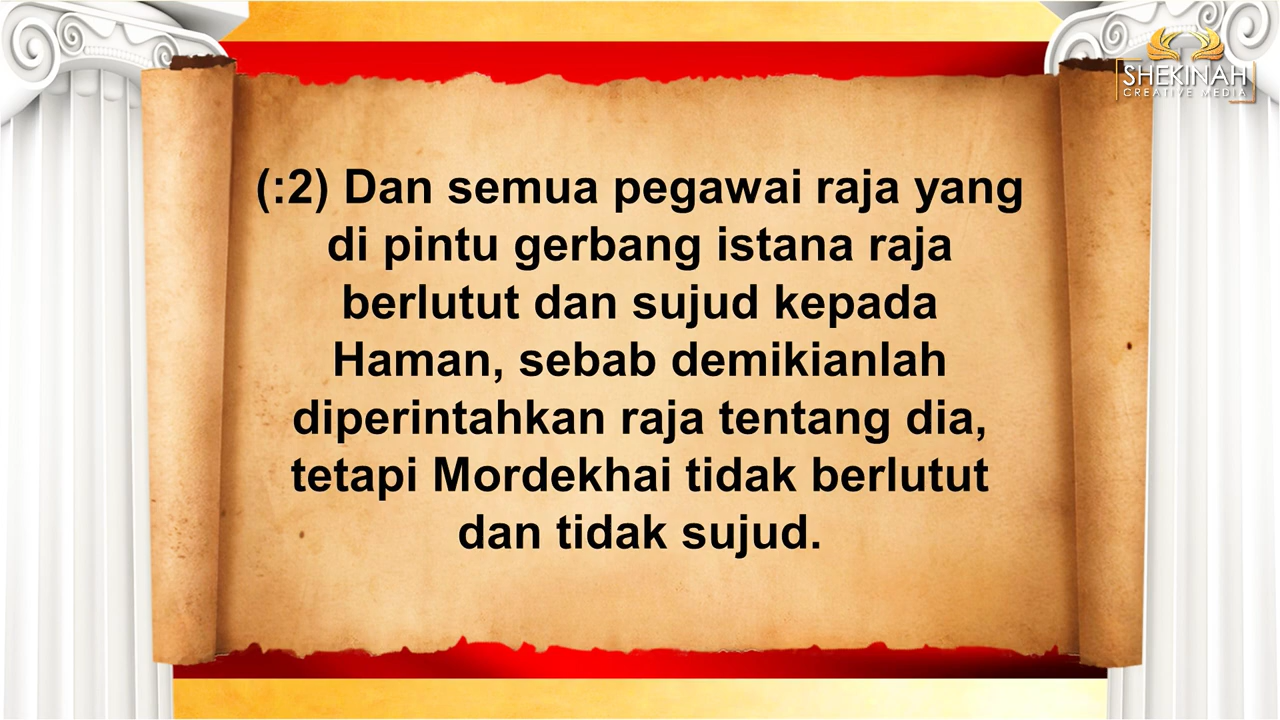 SHEKINAH
CREATIVE MEDIA
(:2) Dan semua pegawai raja yang
di pintu gerbang istana raja
berlutut dan sujud kepada
Haman, sebab demikianlah
diperintahkan raja tentang dia,
tetapi Mordekhai tidak berlutut
dan tidak sujud.